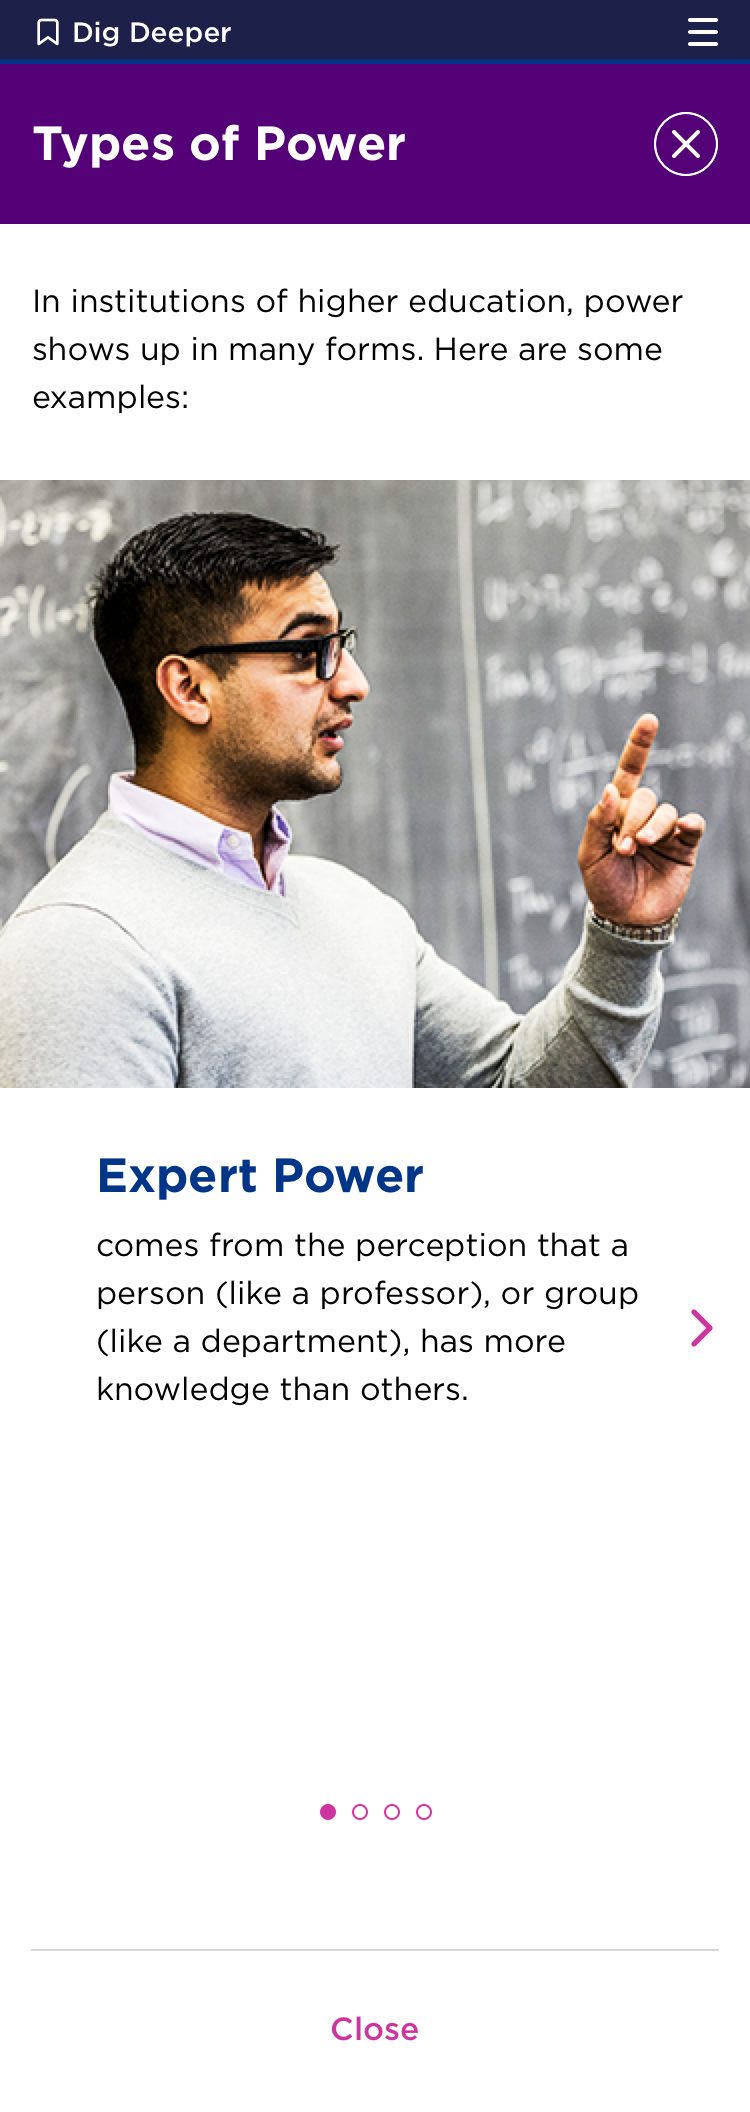 Dig Deeper
Types of Power
In institutions of higher education, power
shows up in many forms. Here are some
examples:
Expert Power
comes from the perception that a
person (like a professor), or group
(like a department), has more
knowledge than others.
Close